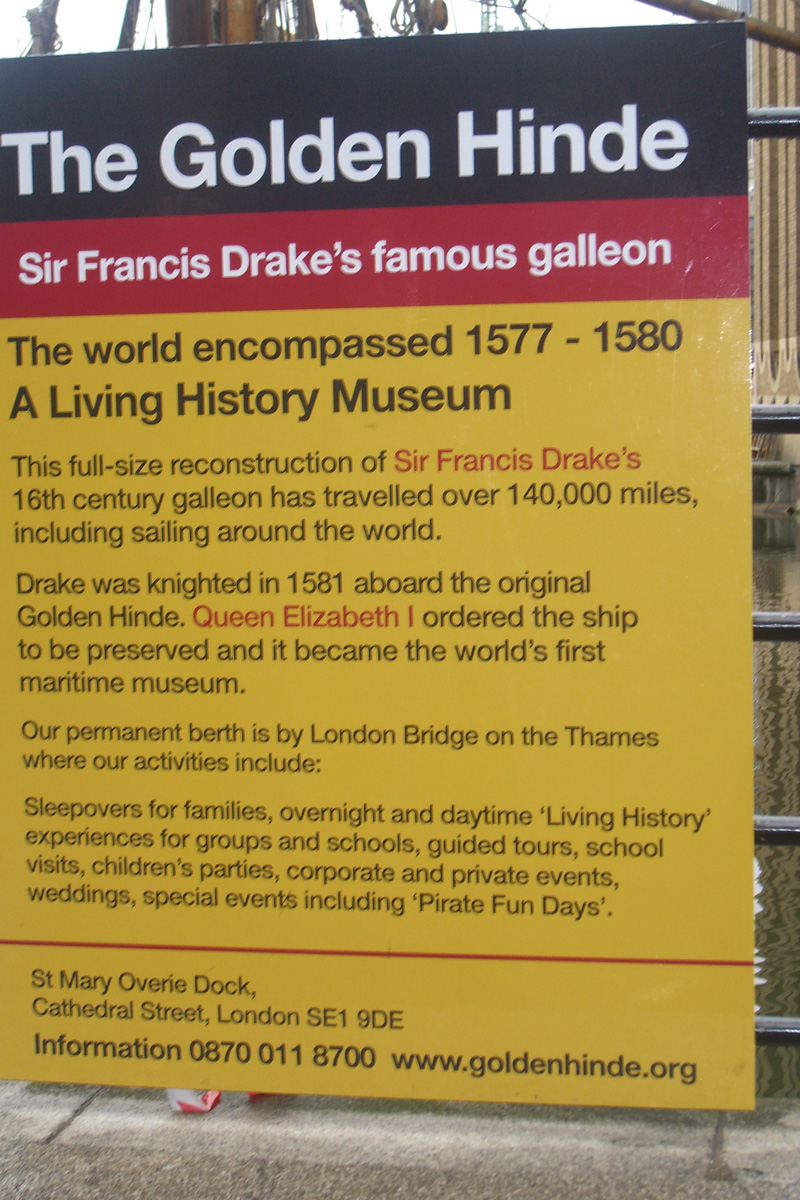 The Golden Hinde
Sir Francis Drake's famous galleon
The world encompassed 1577 - 1580
A Living History Museum
This full-size reconstruction of Sir Francis Drake's
16th century galleon has travelled over 140,000 miles,
including sailing around the world.
Drake was knighted in 1581 aboard the original
Golden Hinde. Queen Elizabeth I ordered the ship
to be preserved and it became the world's first
maritime museum.
Our permanent berth is by London Bridge on the Thames
where our activities include:
Sleepovers for families, overnight and daytime 'Living History'
experiences for groups and schools, guided tours, school
visits, children's parties, corporate and private events,
weddings, special events including 'Pirate Fun Days'.
St Mary Overie Dock,
Cathedral Street, London SE1 9DE
Information 0870 011 8700 www.goldenhinde.org